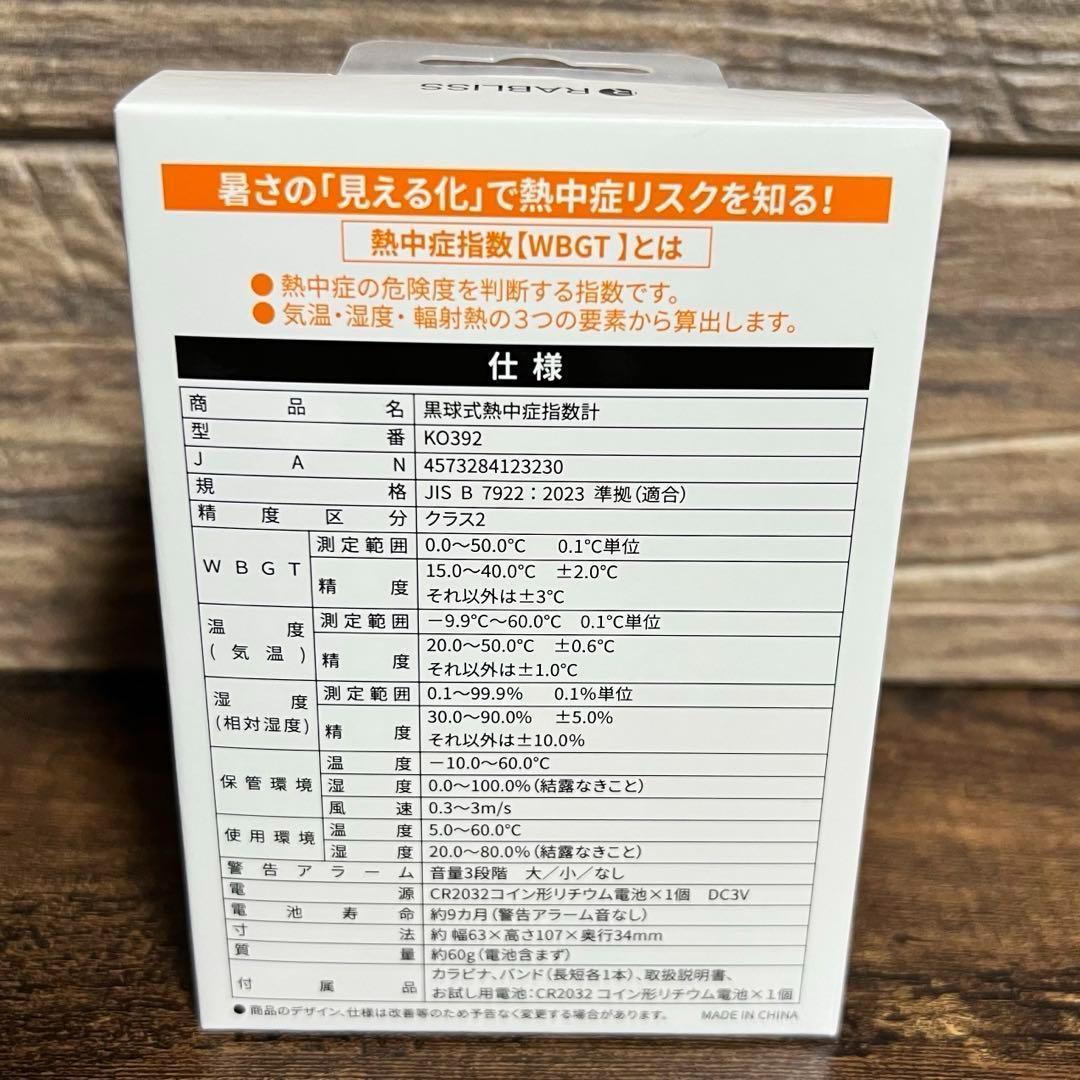 RABLISS
暑さの「見える化」で熱中症リスクを知る!
熱中症指数【WBGT】とは
● 熱中症の危険度を判断する指数です。
● 気温・湿度・輻射熱の3つの要素から算出します。
仕様
商品名 黒球式熱中症指数計
型番 KO392
JAN 4573284123230
規格 JIS B 7922:2023 準拠(適合)
精度区分 クラス2
WBGT 測定範囲 0.0〜50.0℃ 0.1℃単位
精度 15.0〜40.0℃ ±2.0℃
それ以外は±3℃
温度 測定範囲 −9.9℃〜60.0℃ 0.1℃単位
(気温) 精度 20.0〜50.0℃ ±0.6℃
それ以外は±1.0℃
湿度 測定範囲 0.1〜99.9% 0.1%単位
(相対湿度) 精度 30.0〜90.0% ±5.0%
それ以外は±10.0%
保管環境 温度 −10.0〜60.0℃
湿度 0.0〜100.0%(結露なきこと)
風速 0.3〜3m/s
使用環境 温度 5.0〜60.0℃
湿度 20.0〜80.0%(結露なきこと)
警告アラーム 音量3段階 大/小/なし
電源 CR2032コイン形リチウム電池×1個 DC3V
電池寿命 約9カ月(警告アラーム音なし)
寸法 約 幅63×高さ107×奥行34mm
質量 約60g(電池含まず)
付属品 カラビナ、バンド(長短各1本)、取扱説明書、
お試し用電池:CR2032 コイン形リチウム電池×1個
● 商品のデザイン、仕様は改善等のため予告なく変更する場合があります。 MADE IN CHINA